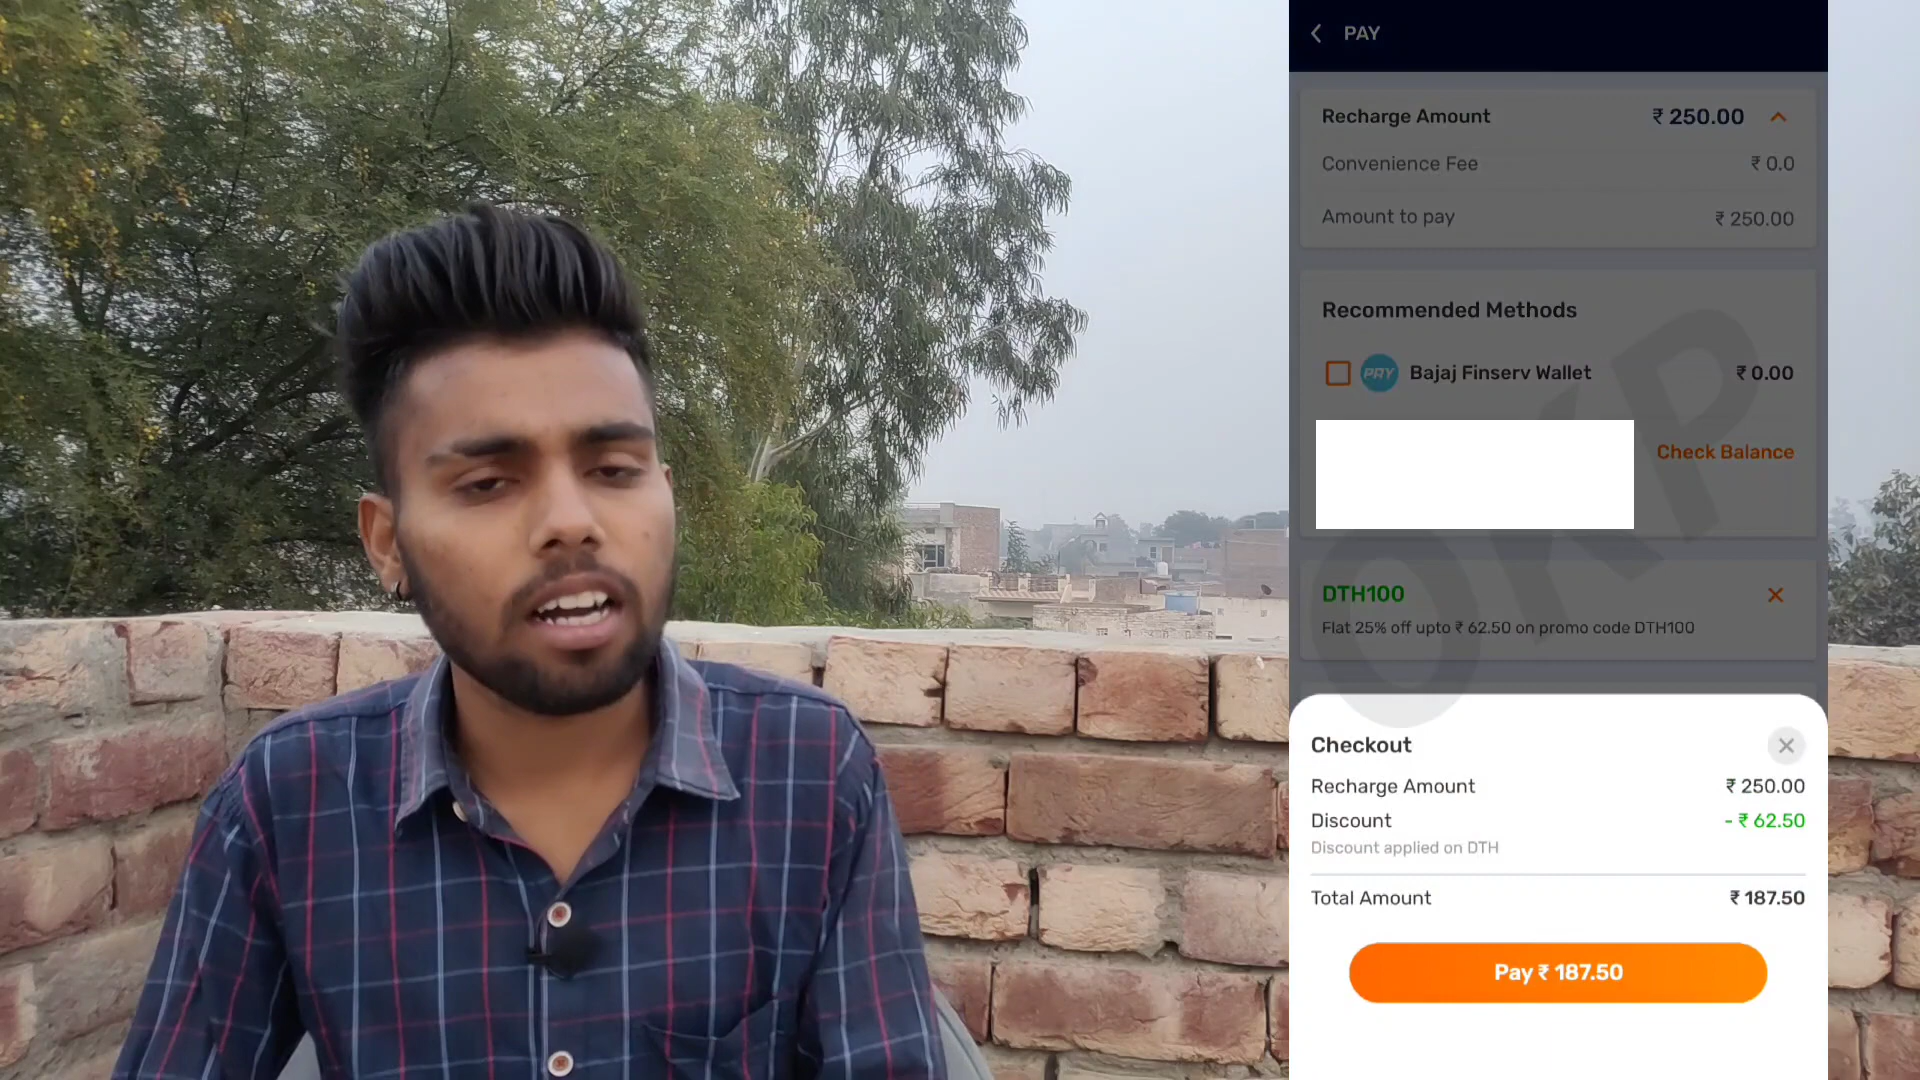 PAY
Recharge Amount ₹ 250.00
Convenience Fee ₹ 0.0
Amount to pay ₹ 250.00
Recommended Methods
PAY Bajaj Finserv Wallet ₹ 0.00
Check Balance
DTH100
Flat 25% off upto ₹ 62.50 on promo code DTH100
OKP
Checkout
Recharge Amount ₹ 250.00
Discount - ₹ 62.50
Discount applied on DTH
Total Amount ₹ 187.50
Pay ₹ 187.50